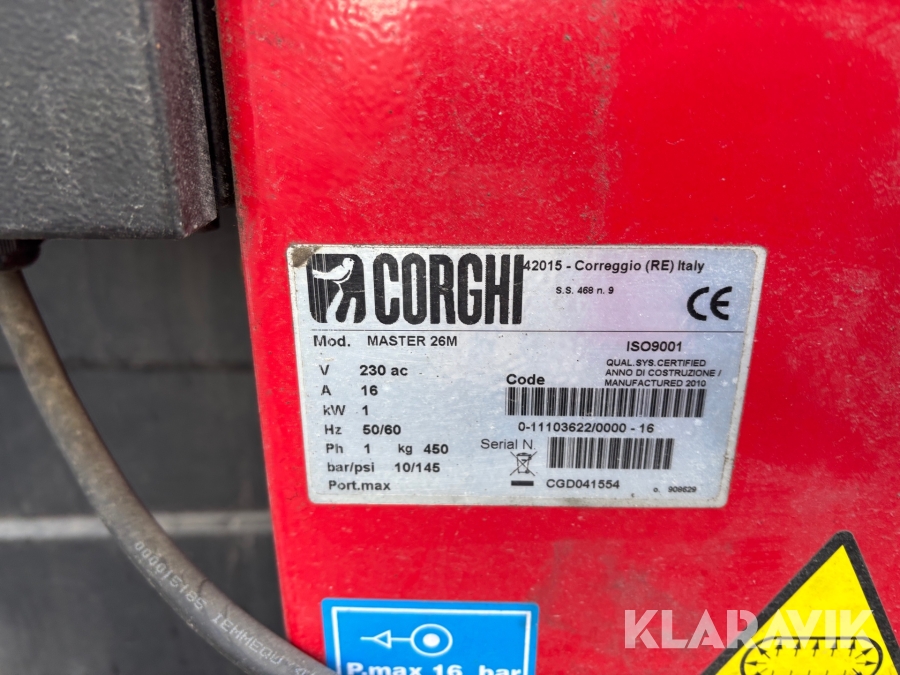 CORGHI
42015 - Correggio (RE) Italy
S.S. 468 n. 9
CE
Mod. MASTER 26M
ISO9001
QUAL.SYS.CERTIFIED
ANNO DI COSTRUZIONE /
MANUFACTURED 2010
V 230 ac
A 16
kW 1
Hz 50/60
Ph 1 kg 450
bar/psi 10/145
Port.max
Code
0-11103622/0000 - 16
Serial N.
CGD041554
o. 908629
P.max 16 bar
KLARAVIK